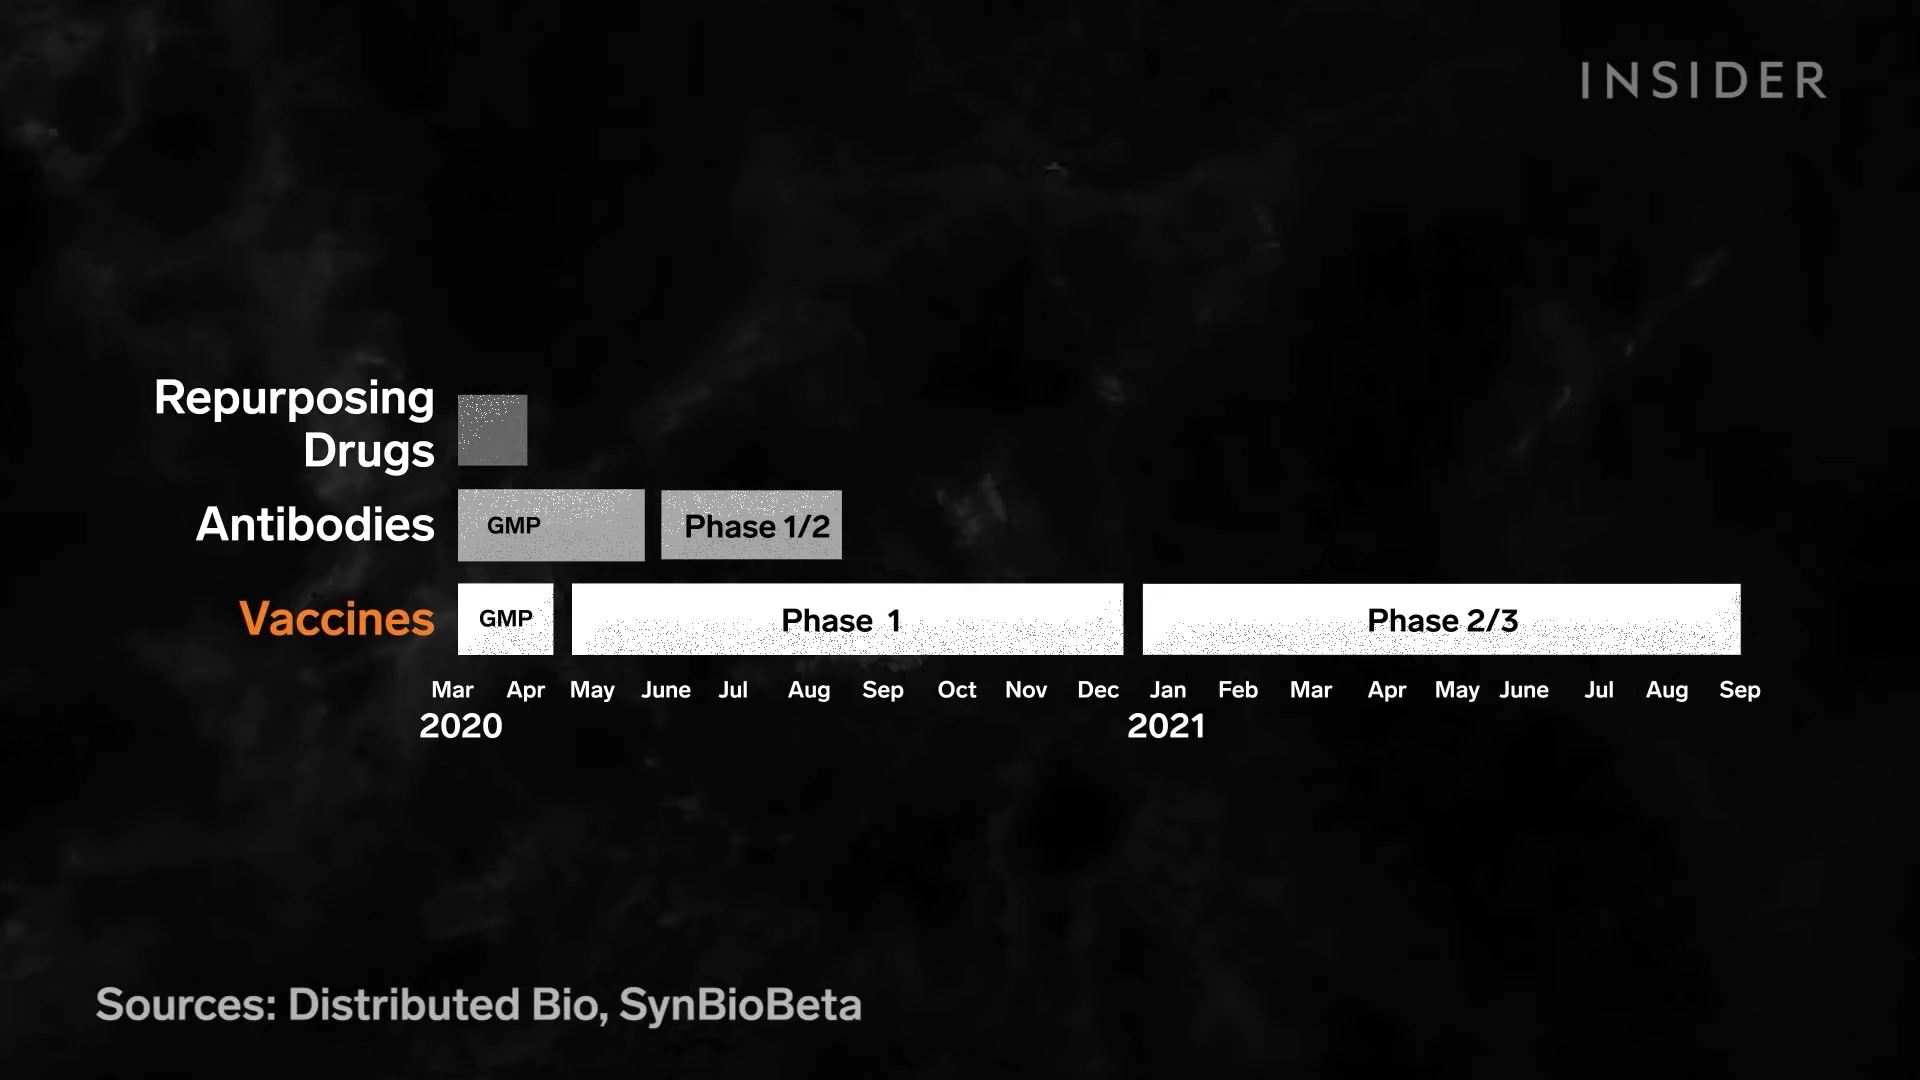 INSIDER
Repurposing
Drugs
Antibodies
GMP
Phase 1/2
Vaccines
GMP
Phase 1
Phase 2/3
Mar Apr May June Jul Aug Sep Oct Nov Dec Jan Feb Mar Apr May June Jul Aug Sep
2020 2021
Sources: Distributed Bio, SynBioBeta